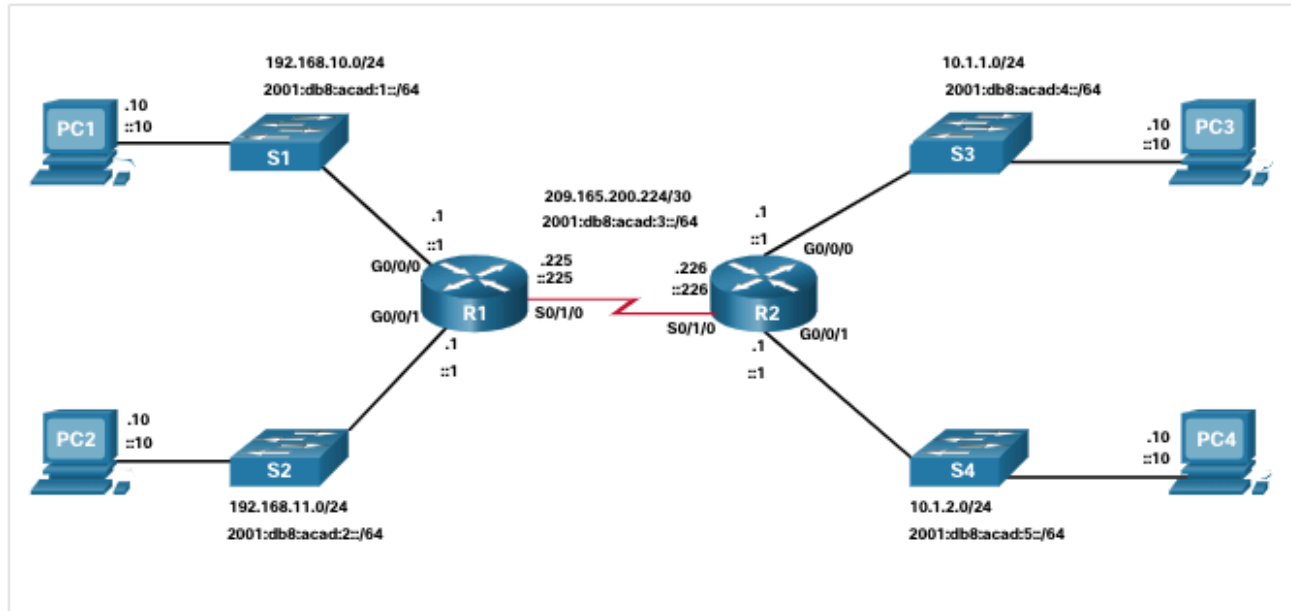 192.168.10.0/24
2001:db8:acad:1::/64
10.1.1.0/24
2001:db8:acad:4::/64
PC1
.10
::10
S1
S3
.10
::10
PC3
209.165.200.224/30
2001:db8:acad:3::/64
.1
::1
G0/0/0
G0/0/1
R1
.225
::225
S0/1/0
.1
::1
.226
::226
S0/1/0
R2
G0/0/0
G0/0/1
.1
::1
.1
::1
PC2
.10
::10
S2
192.168.11.0/24
2001:db8:acad:2::/64
S4
.10
::10
PC4
10.1.2.0/24
2001:db8:acad:5::/64